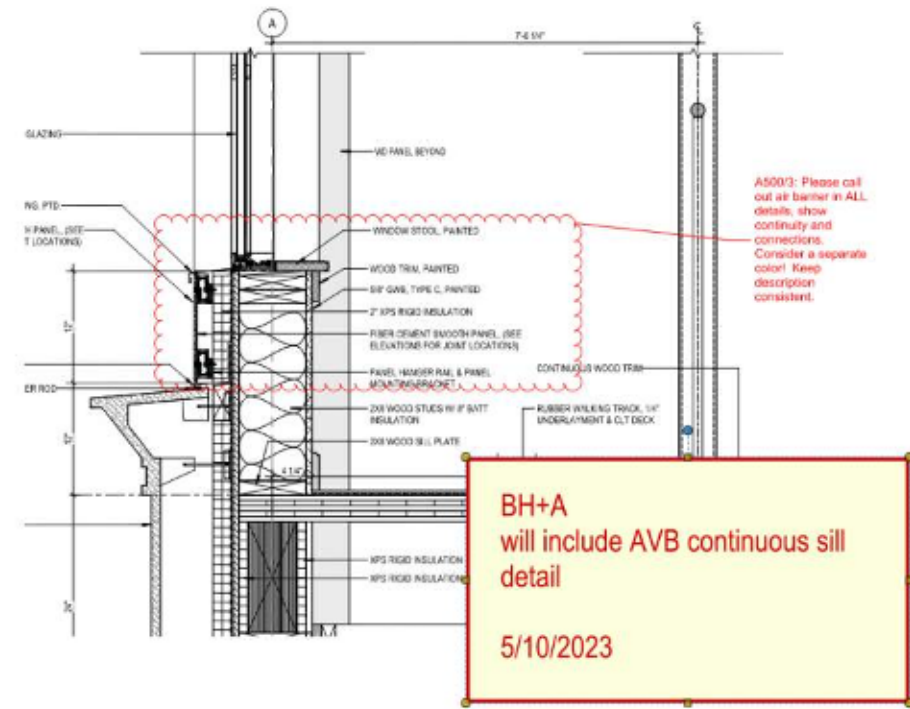 A
7'-6 1/4"
GLAZING
MD PANEL BEYOND
NG. PTD.
H PANEL, (SEE
T LOCATIONS)
WINDOW STOOL, PAINTED
WOOD TRIM, PAINTED
5/8" GWB, TYPE C, PAINTED
2" XPS RIGID INSULATION
FIBER CEMENT SMOOTH PANEL, (SEE
ELEVATIONS FOR JOINT LOCATIONS)
PANEL HANGER RAIL & PANEL
MOUNTING BRACKET
ER ROD
2X8 WOOD STUDS W/ 8" BATT
INSULATION
2X8 WOOD SILL PLATE
4 1/4"
12"
XPS RIGID INSULATION
XPS RIGID INSULATION
CONTINUOUS WOOD TRIM
RUBBER WALKING TRACK, 1/4"
UNDERLAYMENT & CLT DECK
A500/3: Please call
out air barrier in ALL
details, show
continuity and
connections.
Consider a separate
color! Keep
description
consistent.
BH+A
will include AVB continuous sill
detail
5/10/2023